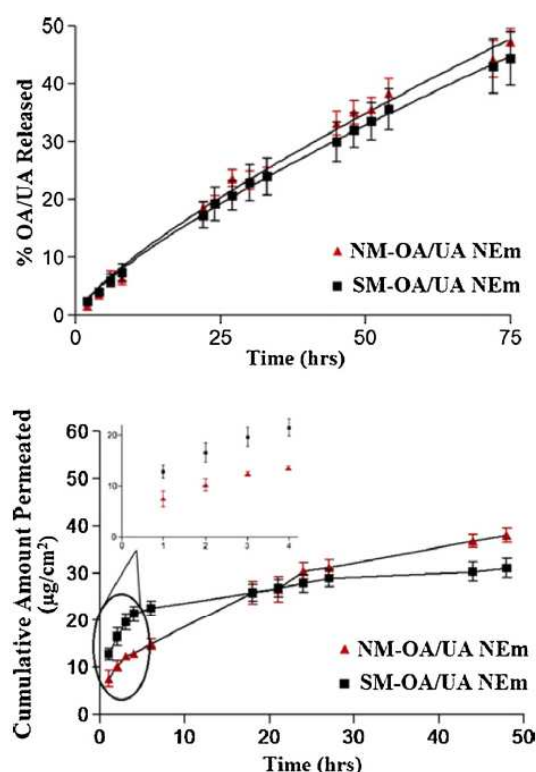 50
40
30
20
10
0
% OA/UA Released
NM-OA/UA NEm
SM-OA/UA NEm
0 25 50 75
Time (hrs)
60
50
40
30
20
10
0
Cumulative Amount Permeated
(µg/cm²)
20
10
0 1 2 3 4
NM-OA/UA NEm
SM-OA/UA NEm
0 10 20 30 40 50
Time (hrs)